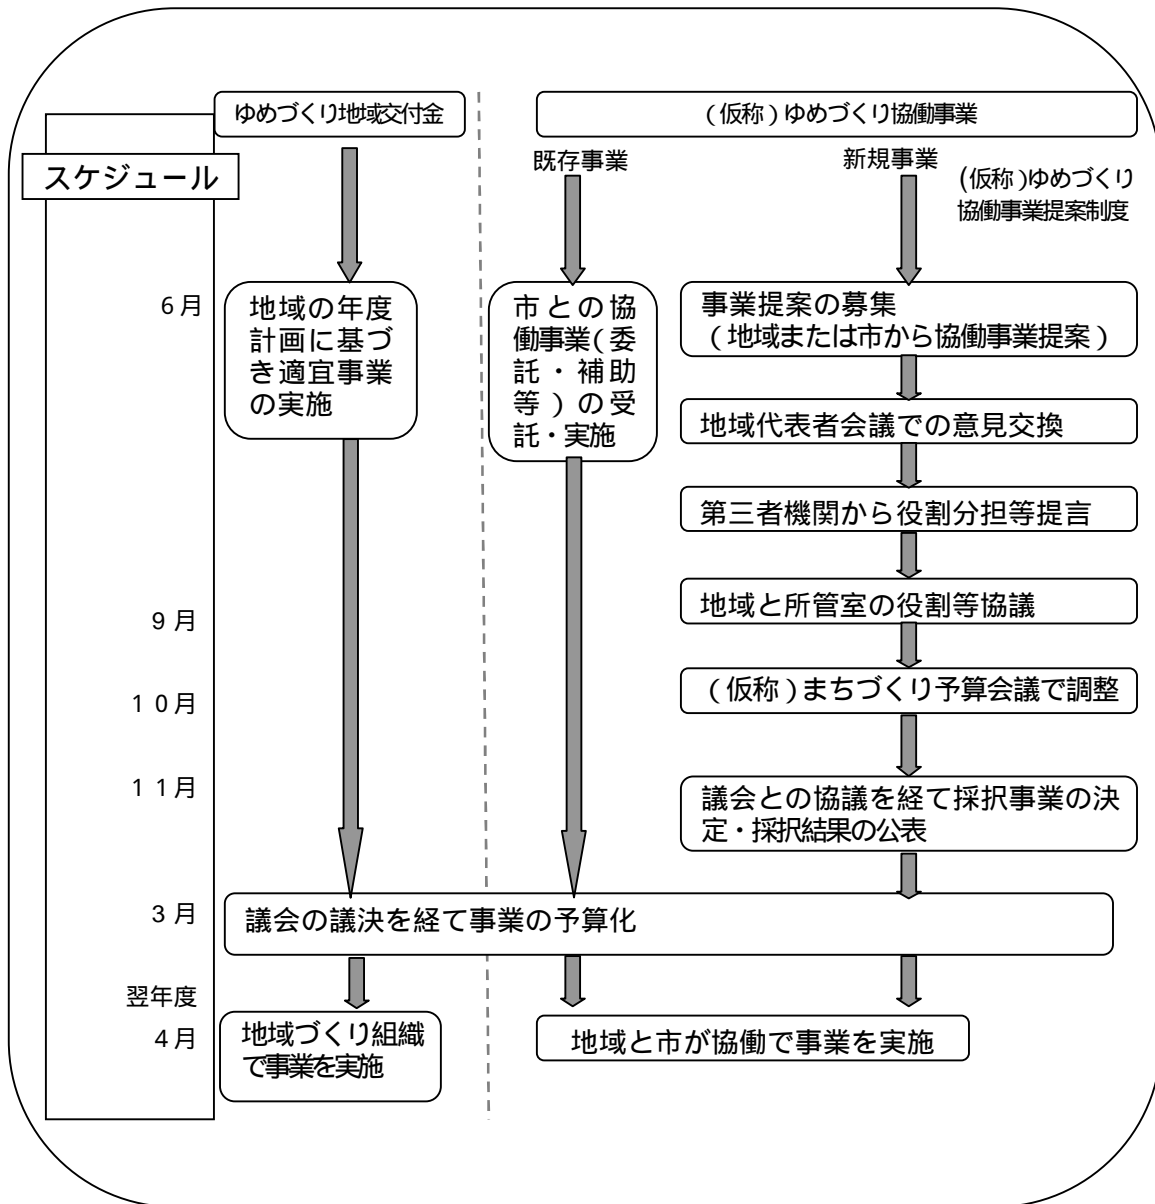 ゆめづくり地域交付金
(仮称)ゆめづくり協働事業
スケジュール
既存事業
新規事業
(仮称)ゆめづくり
協働事業提案制度
6月
地域の年度
計画に基づ
き適宜事業
の実施
市との協
働事業(委
託・補助
等)の受
託・実施
事業提案の募集
(地域または市から協働事業提案)
地域代表者会議での意見交換
第三者機関から役割分担等提言
9月
地域と所管室の役割等協議
10月
(仮称)まちづくり予算会議で調整
11月
議会との協議を経て採択事業の決
定・採択結果の公表
3月
議会の議決を経て事業の予算化
翌年度
4月
地域づくり組織
で事業を実施
地域と市が協働で事業を実施